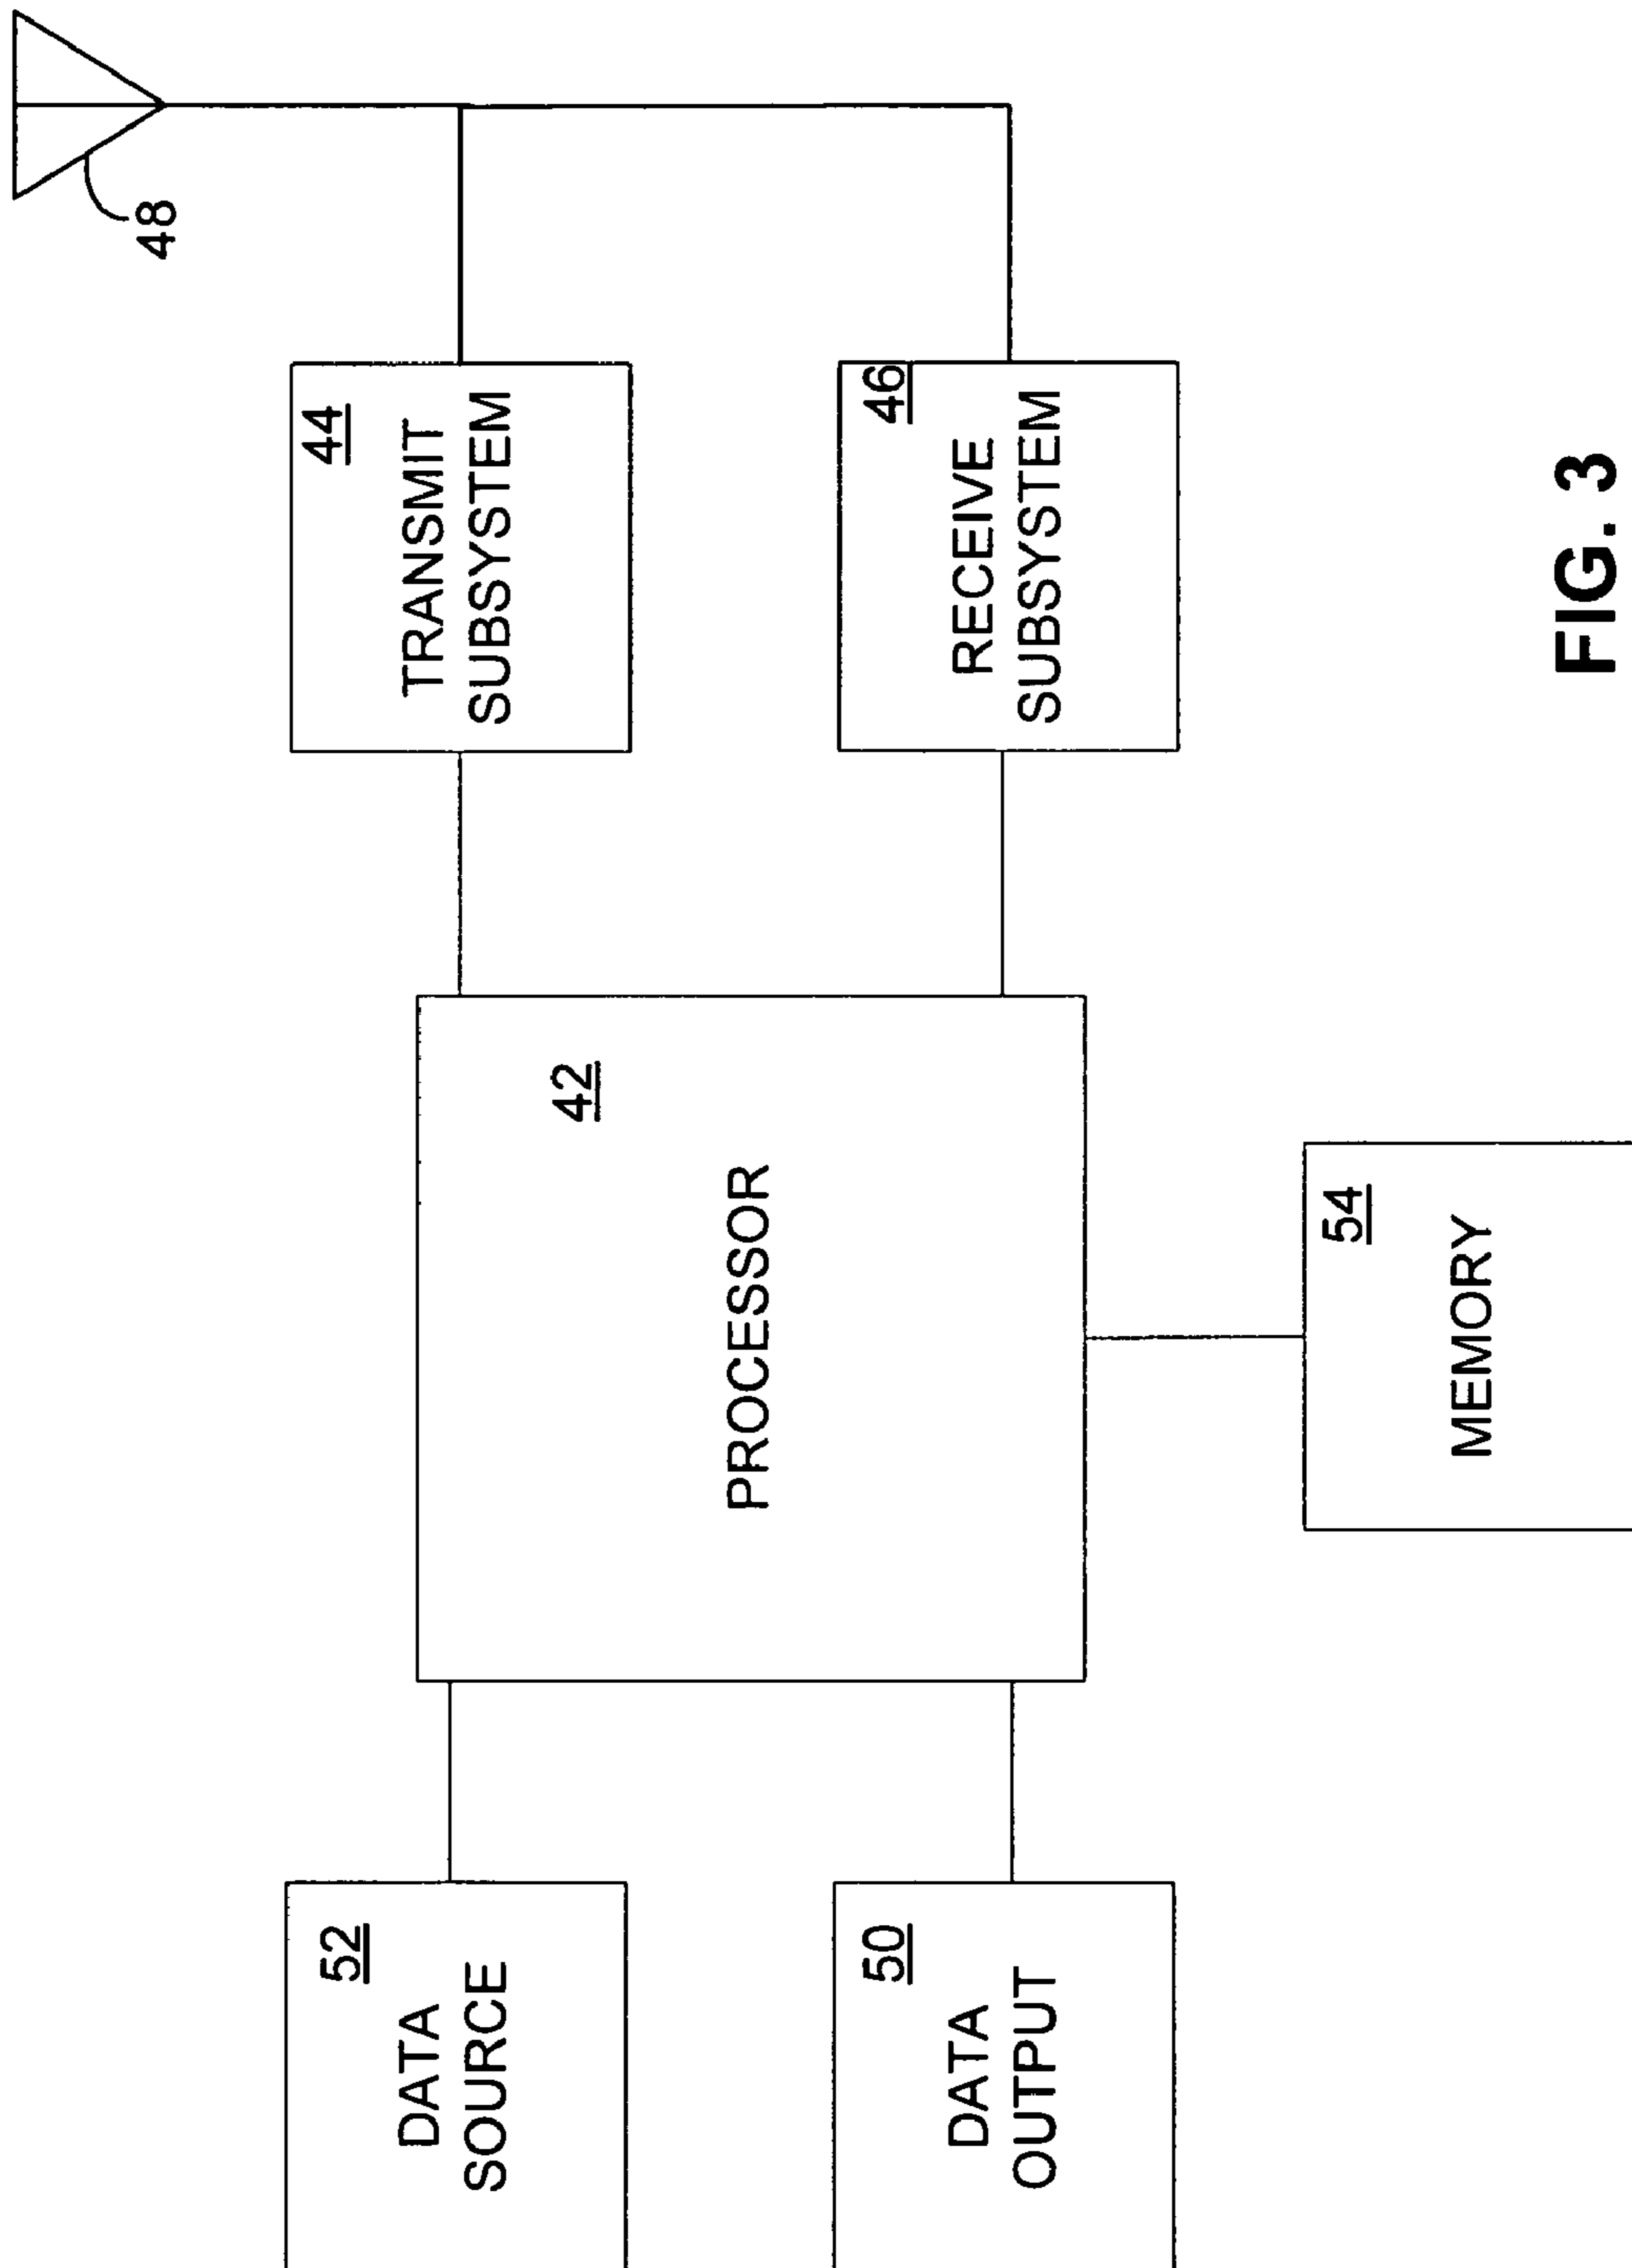 48
44
TRANSMIT
SUBSYSTEM
46
RECEIVE
SUBSYSTEM
42
PROCESSOR
54
MEMORY
52
DATA
SOURCE
50
DATA
OUTPUT
FIG. 3